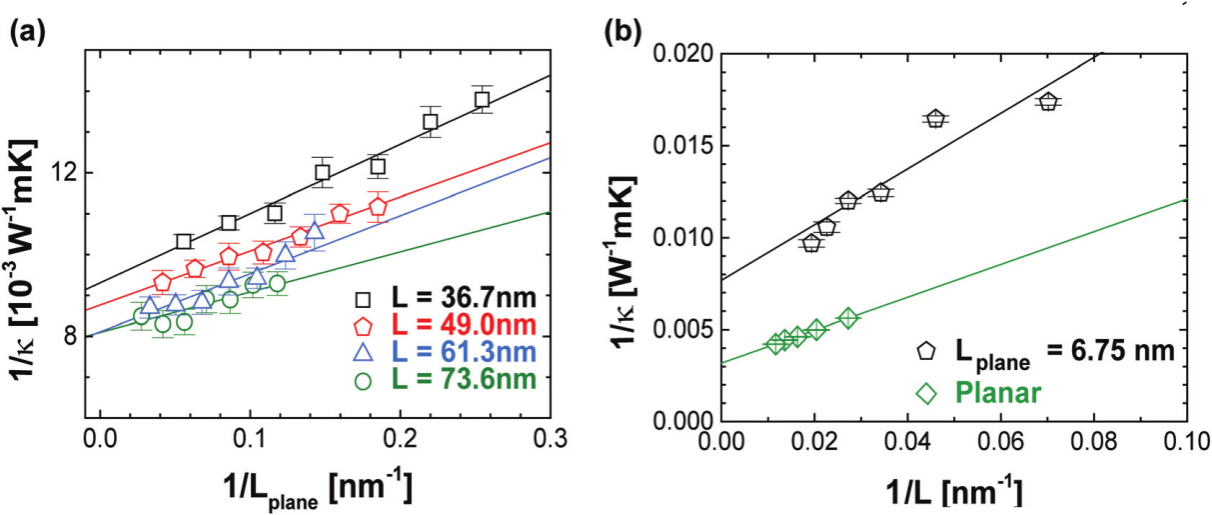 (a)
1/κ [10⁻³ W⁻¹mK]
12
8
L = 36.7nm
L = 49.0nm
L = 61.3nm
L = 73.6nm
0.0 0.1 0.2 0.3
1/Lplane [nm⁻¹]
(b)
1/κ [W⁻¹mK]
0.020
0.015
0.010
0.005
0.000
Lplane = 6.75 nm
Planar
0.00 0.02 0.04 0.06 0.08 0.10
1/L [nm⁻¹]